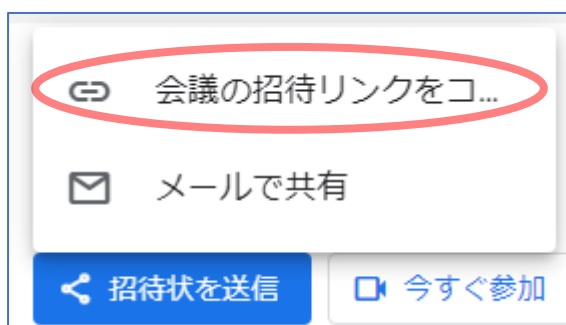 会議の招待リンクをコ...
メールで共有
招待状を送信
今すぐ参加